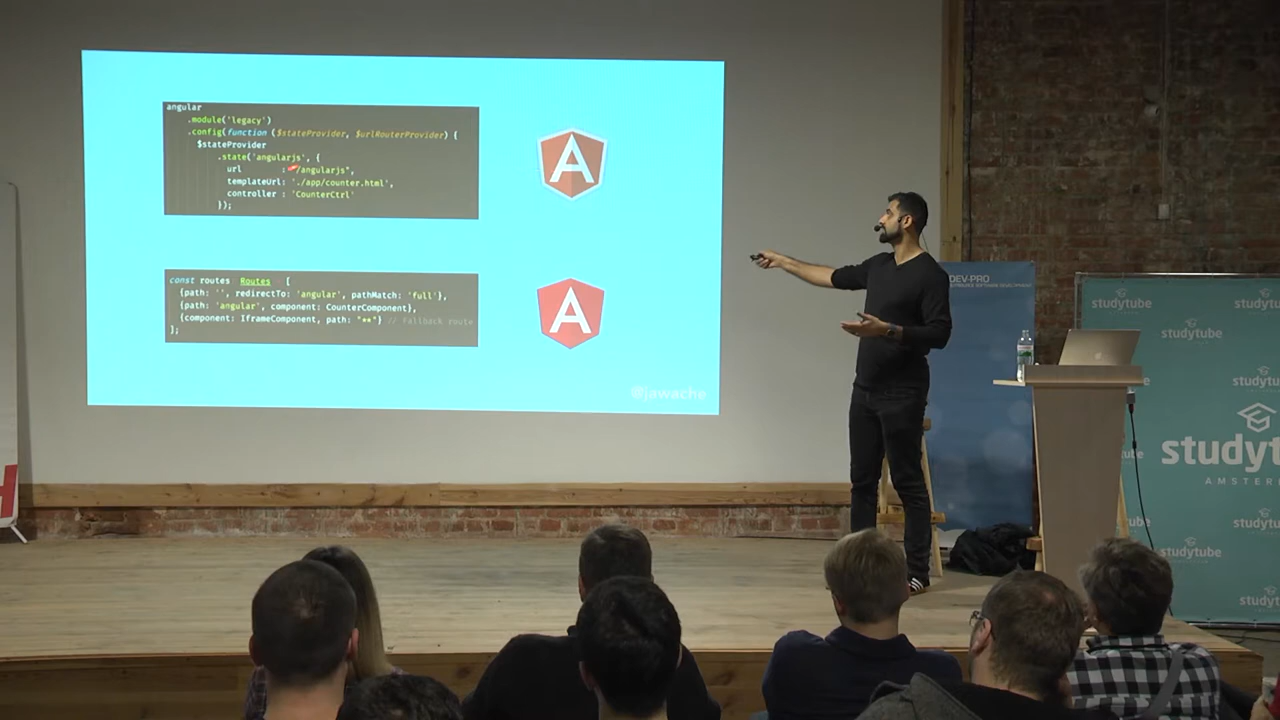 angular
.module('legacy')
.config(function ($stateProvider, $urlRouterProvider) {
$stateProvider
.state('angularjs', {
url : "/angularjs",
templateUrl: './app/counter.html',
controller : 'CounterCtrl'
});
const routes Routes [
{path: '', redirectTo: 'angular', pathMatch: 'full'},
{path: 'angular', component: CounterComponent},
{component: IframeComponent, path: "**"} // fallback route
];
@jawache
DEV-PRO
studytube
studytube
studytube
studytube
studyt
AMSTER
studytube
studytube
studytube